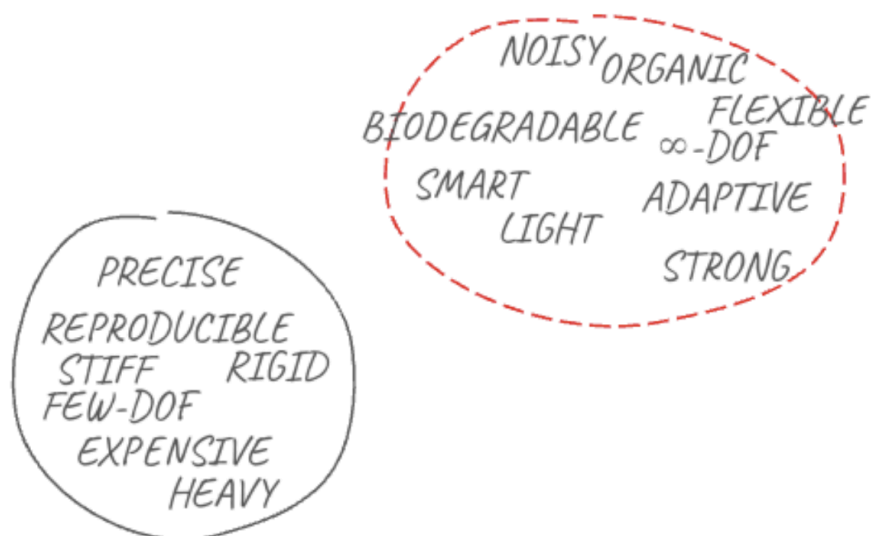 NOISY
ORGANIC
BIODEGRADABLE
FLEXIBLE
∞-DOF
SMART
ADAPTIVE
LIGHT
STRONG
PRECISE
REPRODUCIBLE
STIFF
RIGID
FEW-DOF
EXPENSIVE
HEAVY